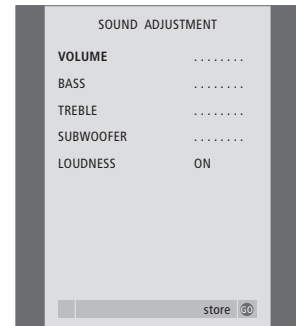 SOUND ADJUSTMENT
VOLUME ........
BASS ........
TREBLE ........
SUBWOOFER ........
LOUDNESS ON
store GO